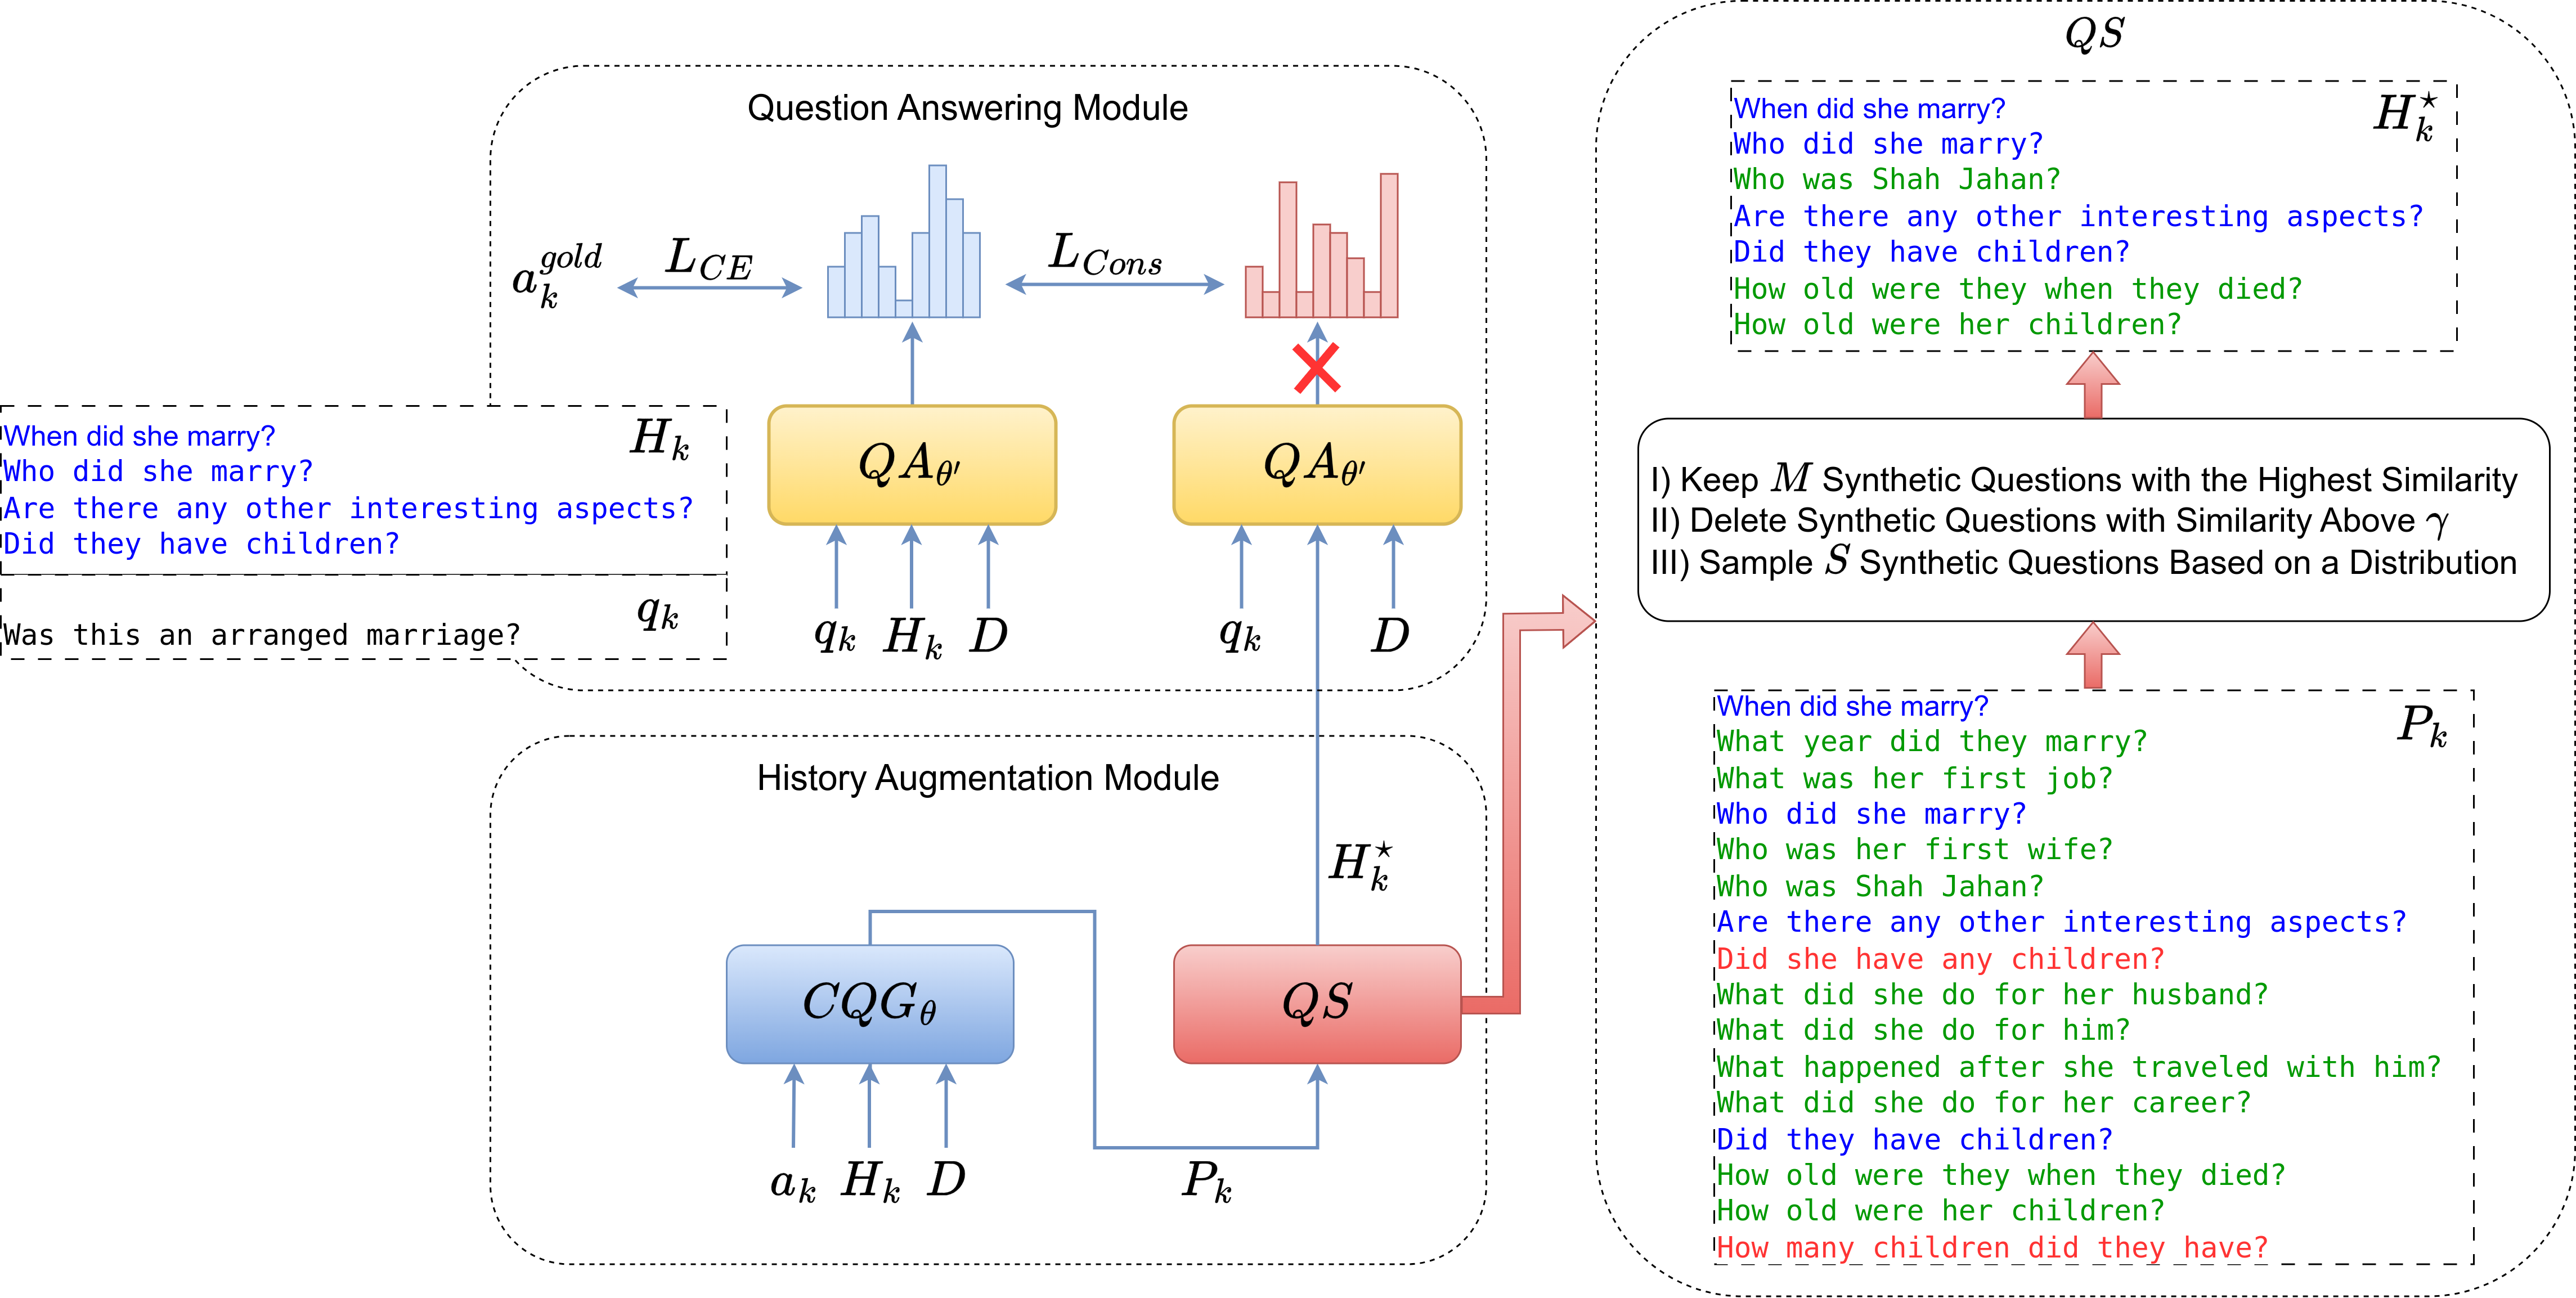 Question Answering Module
a_k^{gold}
L_{CE}
L_{Cons}
When did she marry?
Who did she marry?
Are there any other interesting aspects?
Did they have children?
H_k
Was this an arranged marriage?
q_k
QA_{θ'}
QA_{θ'}
q_k H_k D
q_k D
History Augmentation Module
H_k^⋆
CQG_θ
QS
a_k H_k D
P_k
QS
H_k^⋆
When did she marry?
Who did she marry?
Who was Shah Jahan?
Are there any other interesting aspects?
Did they have children?
How old were they when they died?
How old were her children?
I) Keep M Synthetic Questions with the Highest Similarity
II) Delete Synthetic Questions with Similarity Above γ
III) Sample S Synthetic Questions Based on a Distribution
P_k
When did she marry?
What year did they marry?
What was her first job?
Who did she marry?
Who was her first wife?
Who was Shah Jahan?
Are there any other interesting aspects?
Did she have any children?
What did she do for her husband?
What did she do for him?
What happened after she traveled with him?
What did she do for her career?
Did they have children?
How old were they when they died?
How old were her children?
How many children did they have?